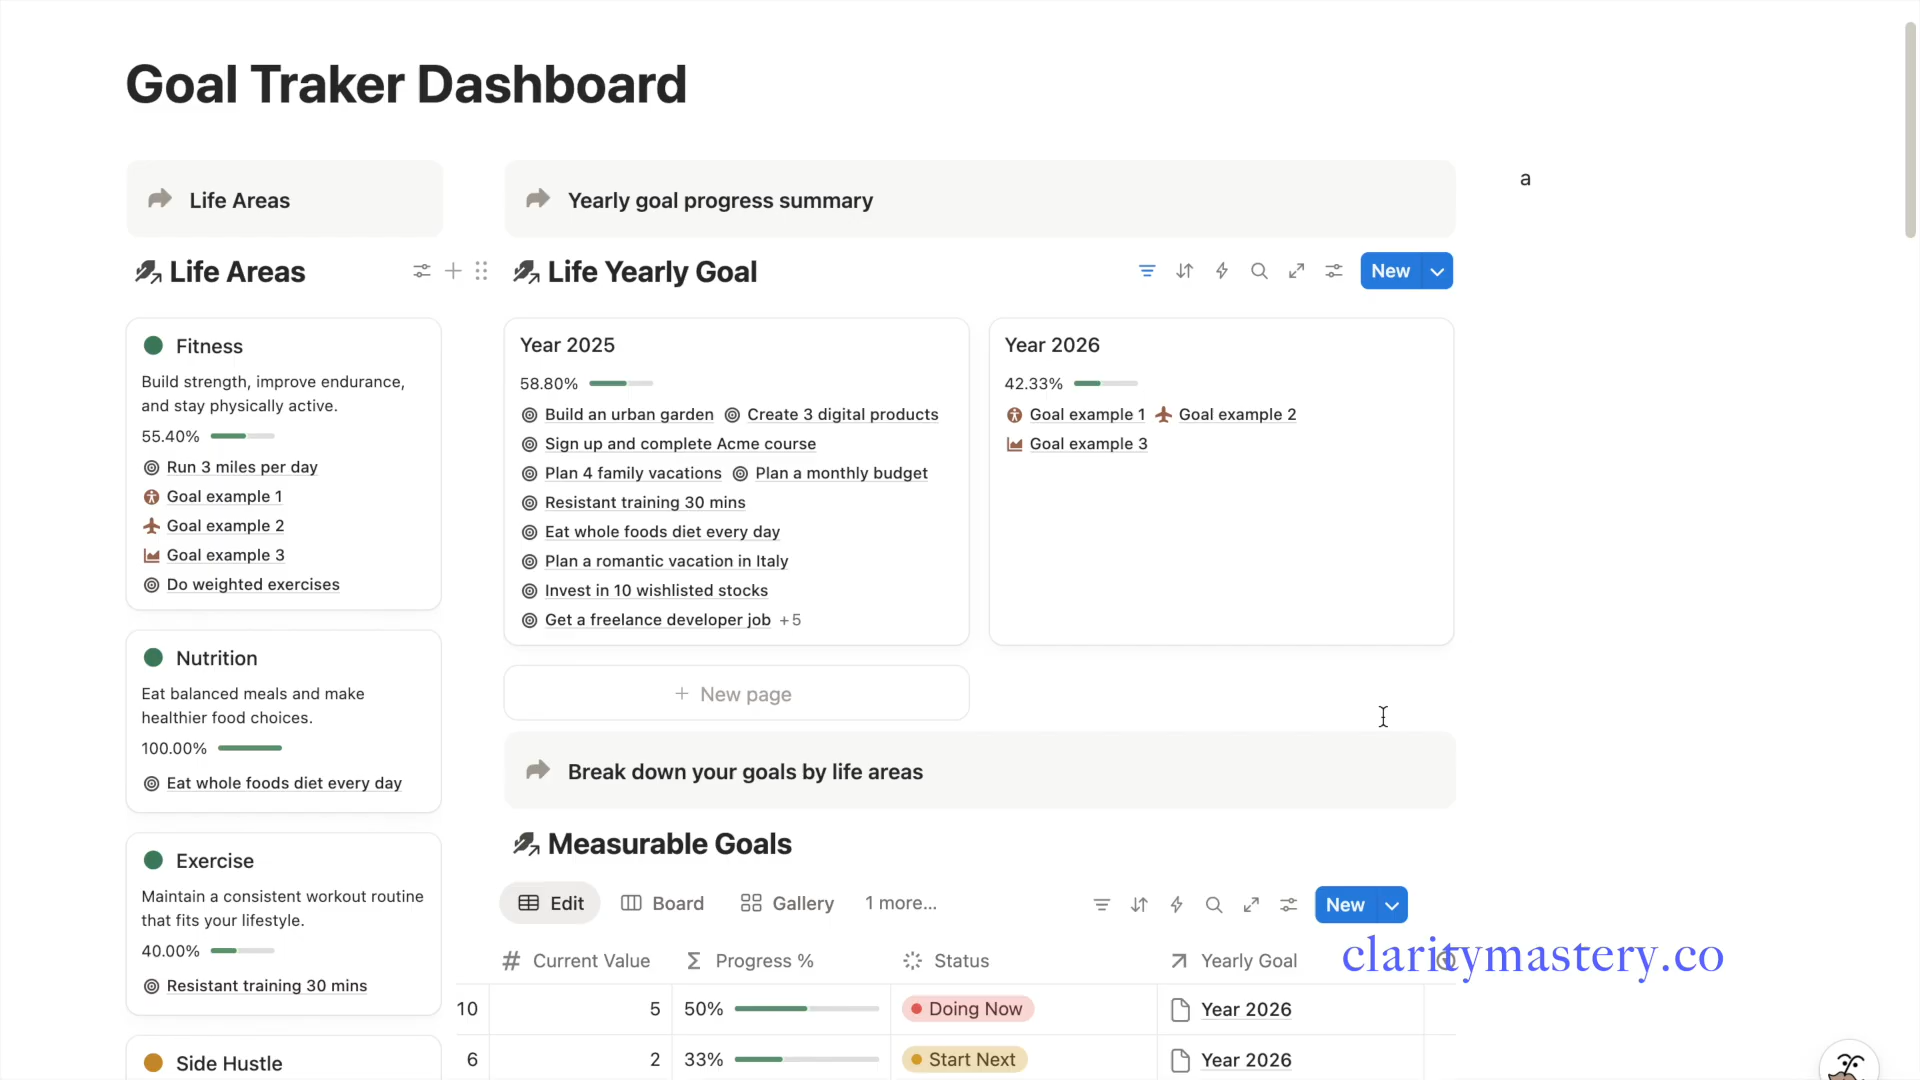 Goal Traker Dashboard
a
Life Areas
Life Areas
Fitness
Build strength, improve endurance,
and stay physically active.
55.40%
Run 3 miles per day
Goal example 1
Goal example 2
Goal example 3
Do weighted exercises
Nutrition
Eat balanced meals and make
healthier food choices.
100.00%
Eat whole foods diet every day
Exercise
Maintain a consistent workout routine
that fits your lifestyle.
40.00%
Resistant training 30 mins
Side Hustle
Yearly goal progress summary
Life Yearly Goal
New
Year 2025
58.80%
Build an urban garden Create 3 digital products
Sign up and complete Acme course
Plan 4 family vacations Plan a monthly budget
Resistant training 30 mins
Eat whole foods diet every day
Plan a romantic vacation in Italy
Invest in 10 wishlisted stocks
Get a freelance developer job +5
Year 2026
42.33%
Goal example 1 Goal example 2
Goal example 3
+ New page
Break down your goals by life areas
Measurable Goals
Edit Board Gallery 1 more...
New
# Current Value Σ Progress % Status Yearly Goal
10 5 50% Doing Now Year 2026
6 2 33% Start Next Year 2026
claritymastery.co